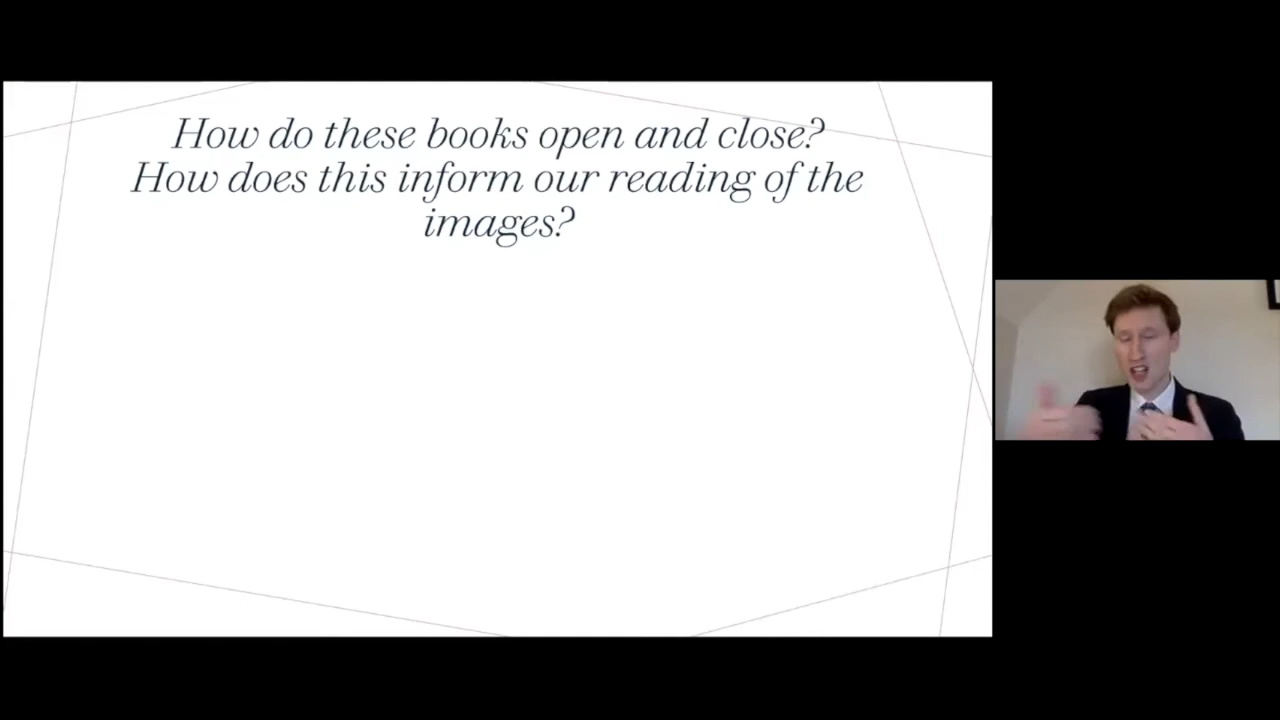 How do these books open and close?
How does this inform our reading of the
images?